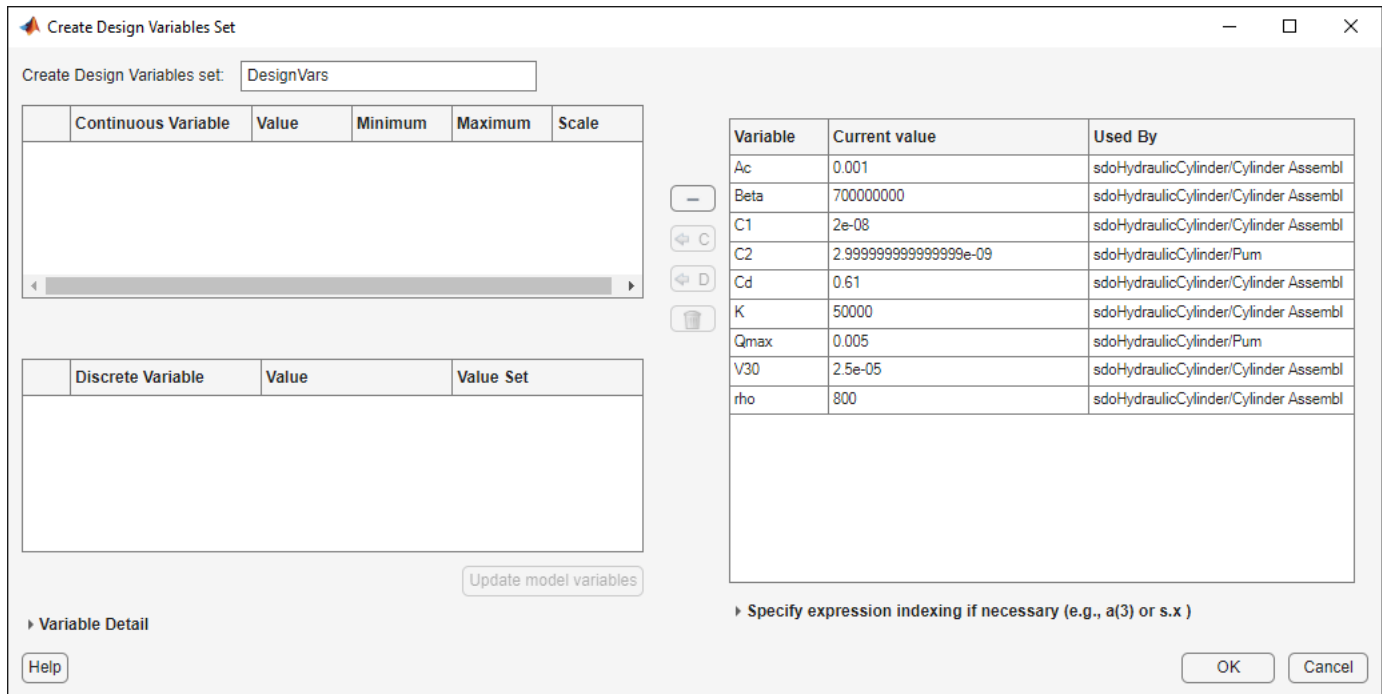 Create Design Variables Set
Create Design Variables set: DesignVars
Continuous Variable Value Minimum Maximum Scale
Discrete Variable Value Value Set
Update model variables
▸ Variable Detail
Help
−
C
D
Variable Current value Used By
Ac 0.001 sdoHydraulicCylinder/Cylinder Assembl
Beta 700000000 sdoHydraulicCylinder/Cylinder Assembl
C1 2e-08 sdoHydraulicCylinder/Cylinder Assembl
C2 2.999999999999999e-09 sdoHydraulicCylinder/Pum
Cd 0.61 sdoHydraulicCylinder/Cylinder Assembl
K 50000 sdoHydraulicCylinder/Cylinder Assembl
Qmax 0.005 sdoHydraulicCylinder/Pum
V30 2.5e-05 sdoHydraulicCylinder/Cylinder Assembl
rho 800 sdoHydraulicCylinder/Cylinder Assembl
▸ Specify expression indexing if necessary (e.g., a(3) or s.x )
OK Cancel